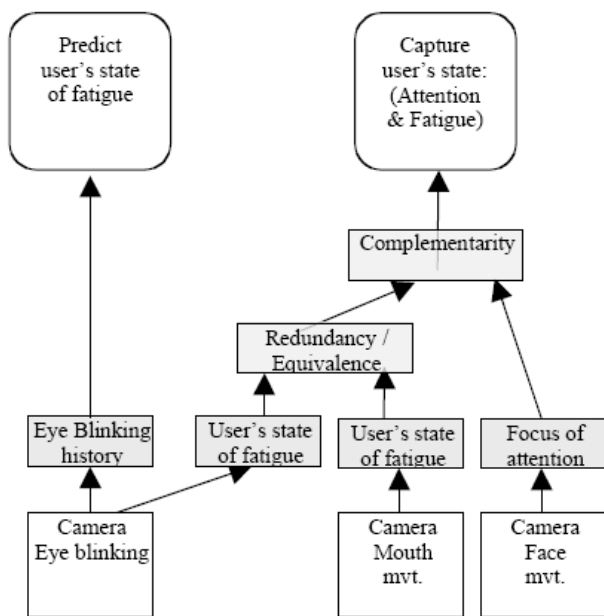 Predict
user's state
of fatigue
Capture
user's state:
(Attention
& Fatigue)
Complementarity
Redundancy /
Equivalence
Eye Blinking
history
User's state
of fatigue
User's state
of fatigue
Focus of
attention
Camera
Eye blinking
Camera
Mouth
mvt.
Camera
Face
mvt.